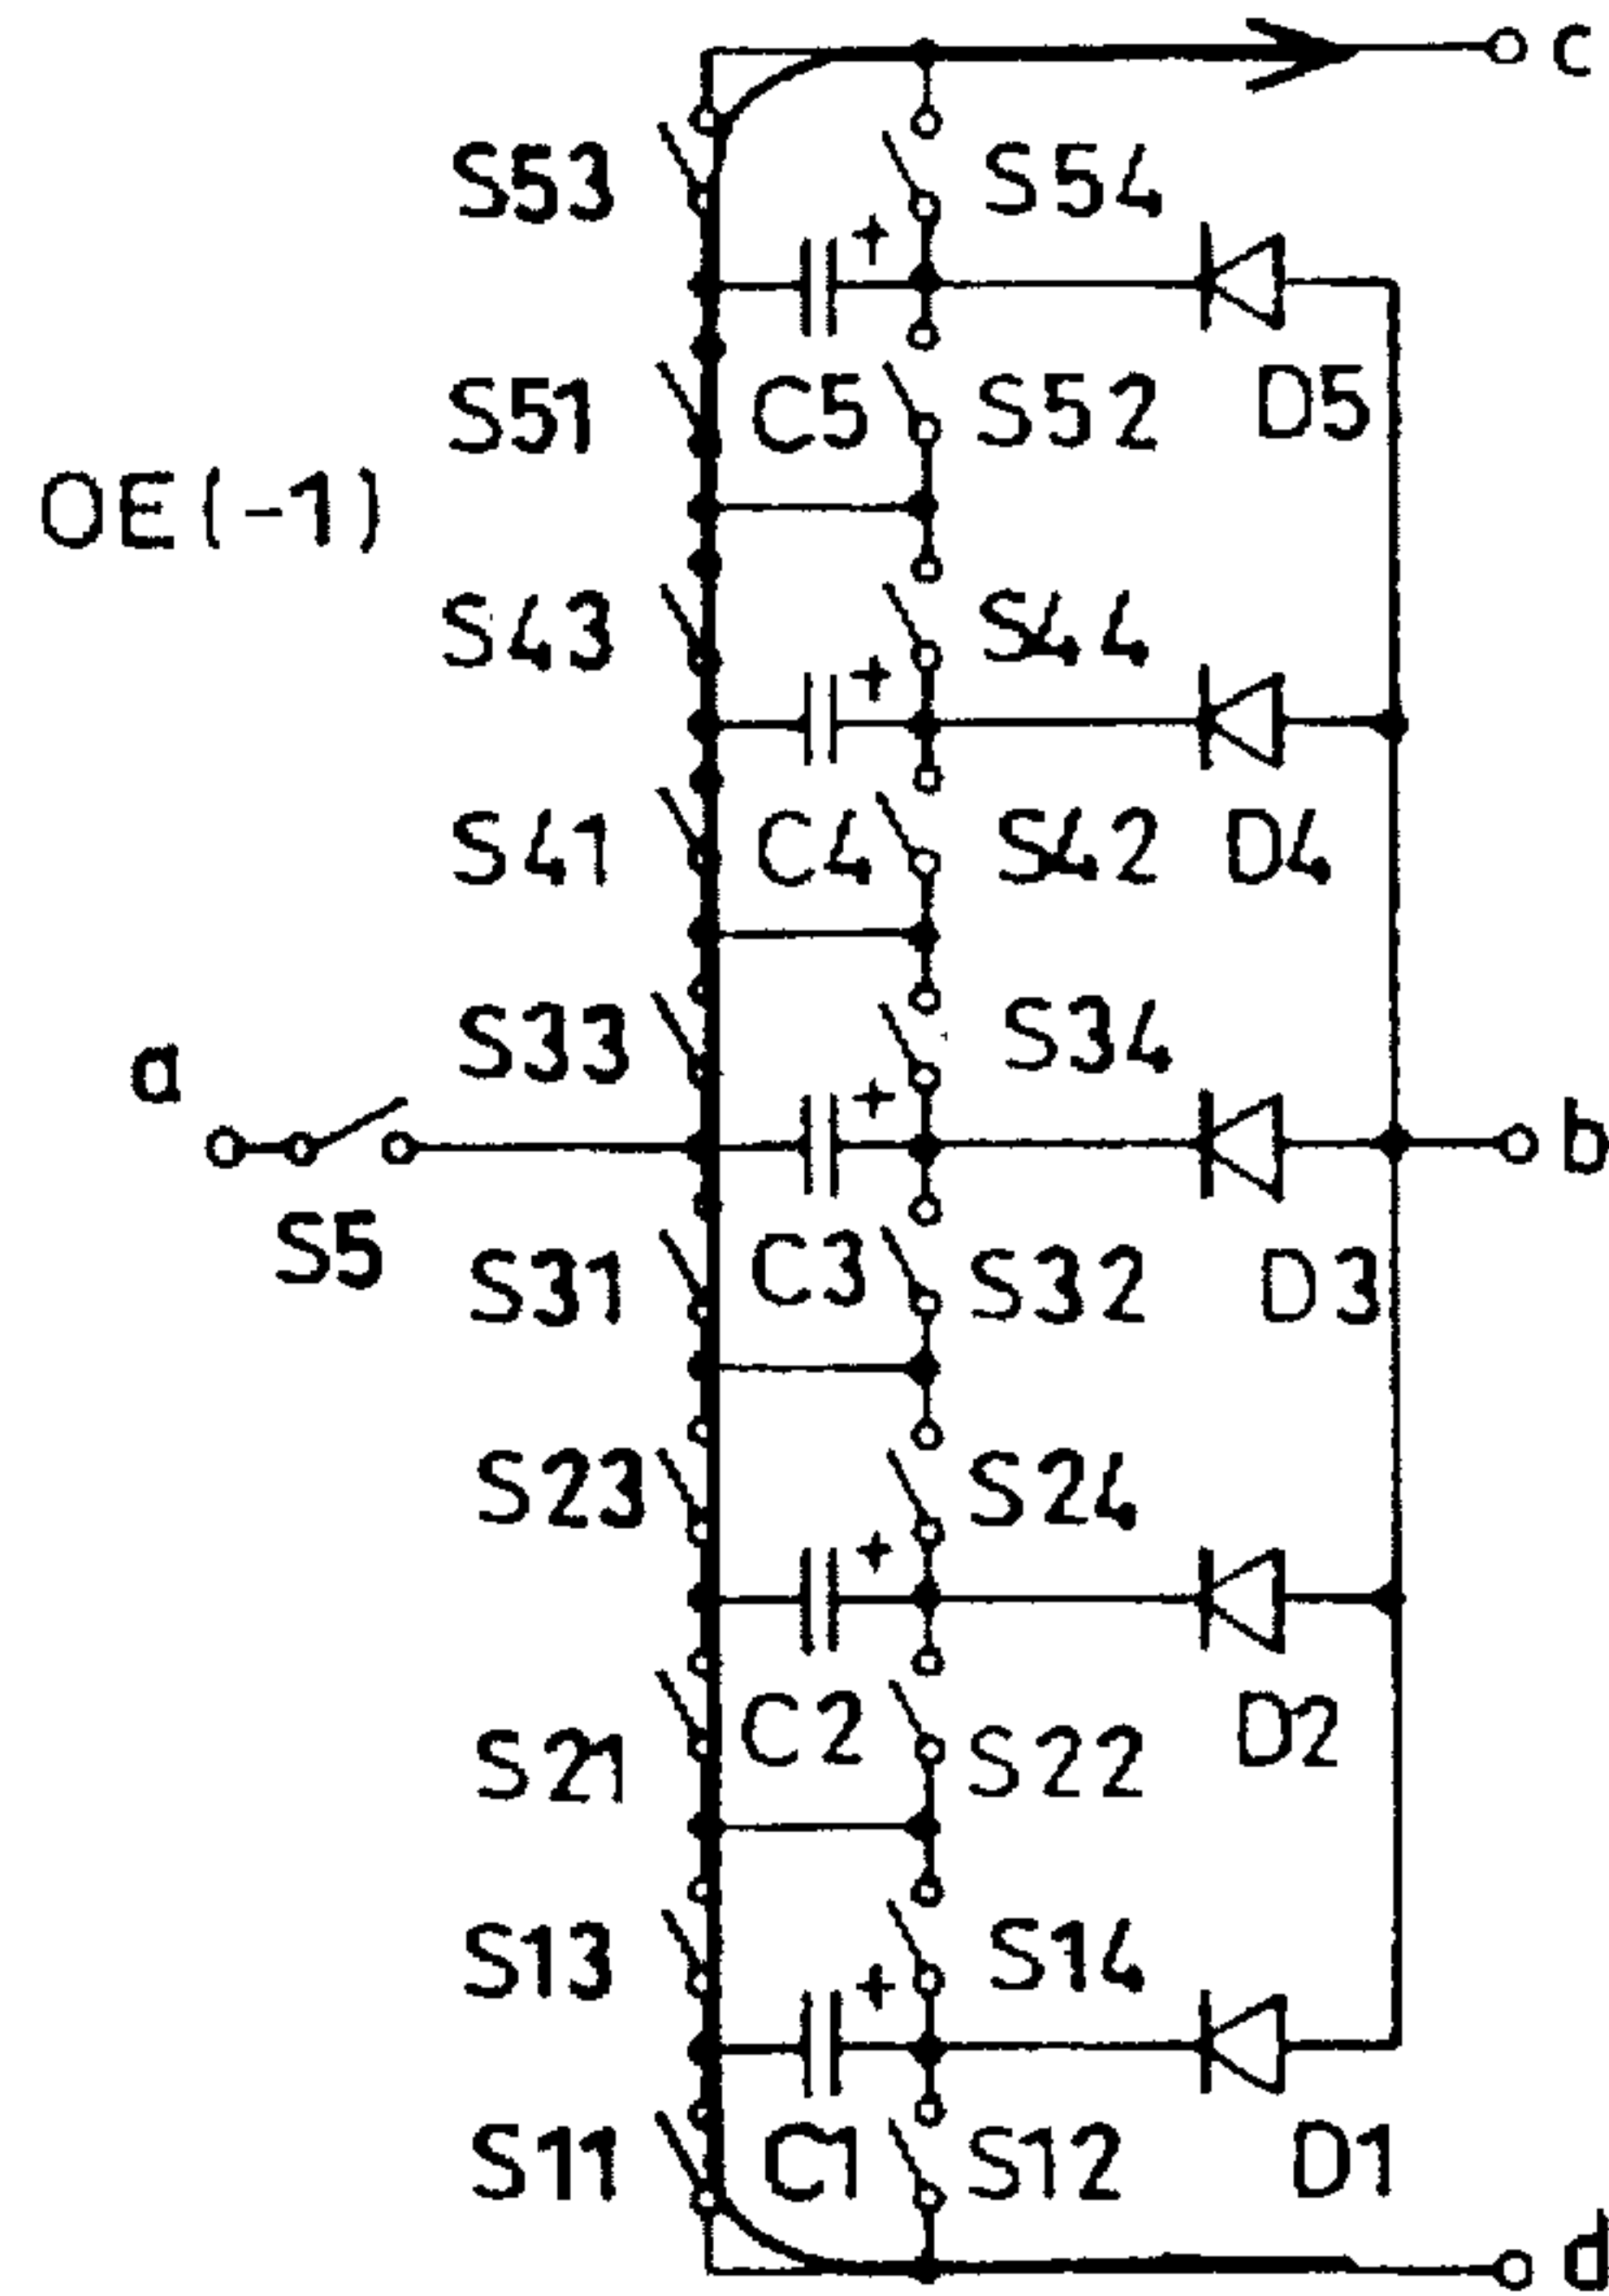 c
S53 + S54
S51 C5 S52 D5
OE(-1)
S43 S44
+
S41 C4 S42 D4
S33 S34
a + b
S5 S31 C3 S32 D3
S23 S24
+
S21 C2 S22 D2
S13 + S14
S11 C1 S12 D1
d